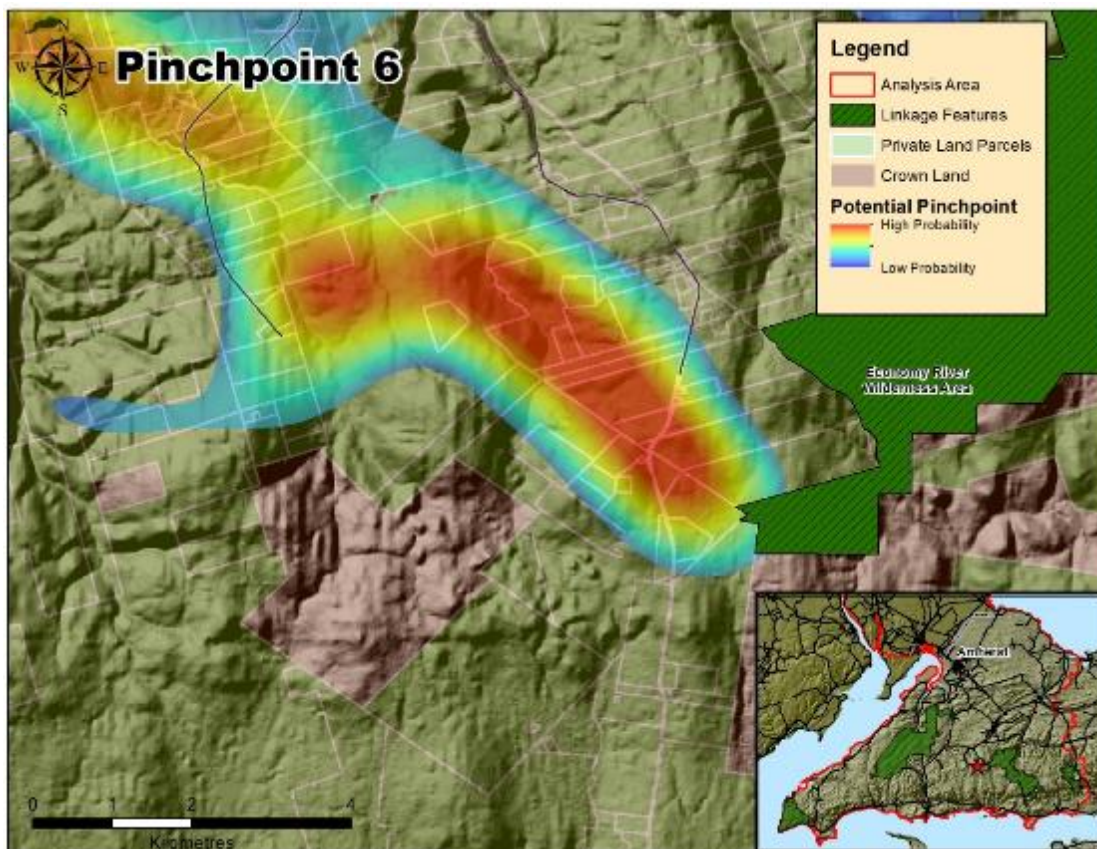 N
W E
S
Pinchpoint 6
Legend
Analysis Area
Linkage Features
Private Land Parcels
Crown Land
Potential Pinchpoint
High Probability
Low Probability
Economy River
Wilderness Area
Amherst
0 1 2 4
Kilometres